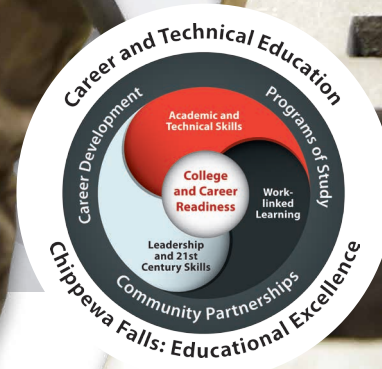 Career and Technical Education
Career Development
Programs of Study
Academic and
Technical Skills
College
and Career
Readiness
Work-
linked
Learning
Leadership
and 21st
Century Skills
Community Partnerships
Chippewa Falls: Educational Excellence